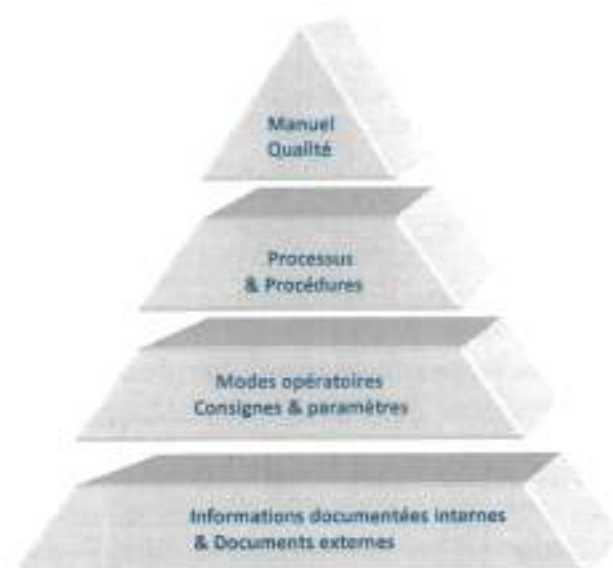 Manuel
Qualité
Processus
& Procédures
Modes opératoires
Consignes & paramètres
Informations documentées internes
& Documents externes